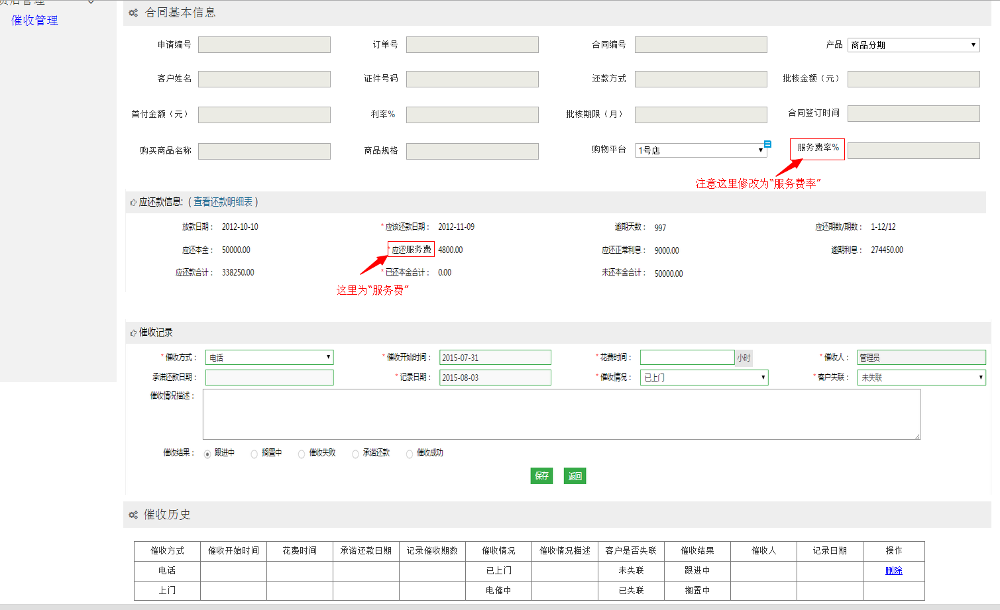 贷后管理
催收管理
合同基本信息
申请编号 订单号 合同编号 产品 商品分期
客户姓名 证件号码 还款方式 批核金额（元）
首付金额（元） 利率% 批核期限（月） 合同签订时间
购买商品名称 商品规格 购物平台 1号店 服务费率%
注意这里修改为“服务费率”
应还款信息:（查看还款明细表）
放款日期： 2012-10-10 *应该还款日期： 2012-11-09 逾期天数： 997 应还期数/期数： 1-12/12
应还本金： 50000.00 *应还服务费 4800.00 应还正常利息： 9000.00 逾期利息： 274450.00
应还款合计： 338250.00 *已还本金合计： 0.00 未还本金合计： 50000.00
这里为“服务费”
催收记录
*催收方式： 电话 *催收开始时间： 2015-07-31 *花费时间： 小时 *催收人： 管理员
承诺还款日期： *记录日期： 2015-08-03 *催收情况： 已上门 *客户失联： 未失联
催收情况描述：
催收结果： 跟进中 搁置中 催收失败 承诺还款 催收成功
保存 返回
催收历史
催收方式 催收开始时间 花费时间 承诺还款日期 记录催收期数 催收情况 催收情况描述 客户是否失联 催收结果 催收人 记录日期 操作
电话 已上门 未失联 跟进中 删除
上门 电催中 已失联 搁置中